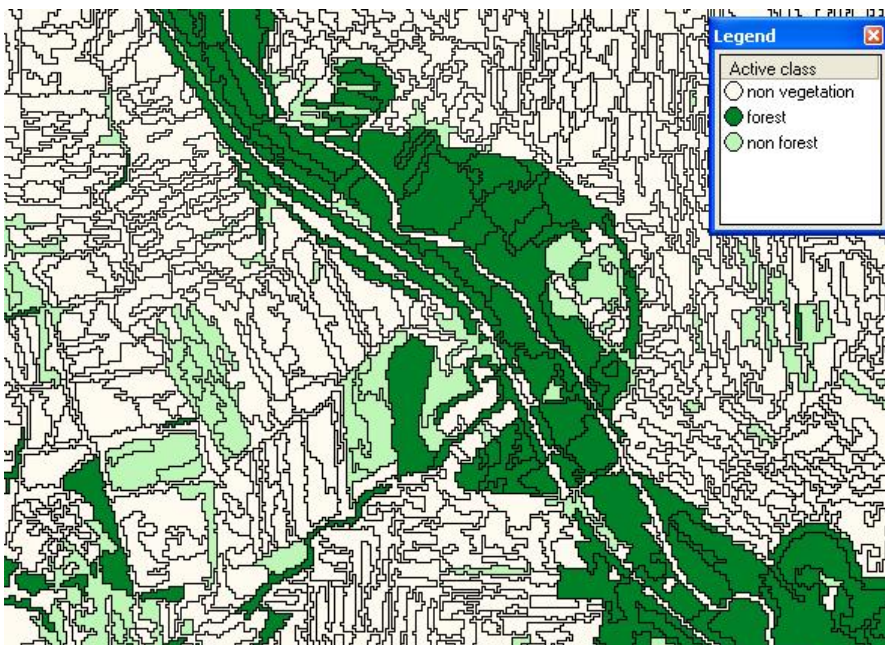 Legend
Active class
non vegetation
forest
non forest